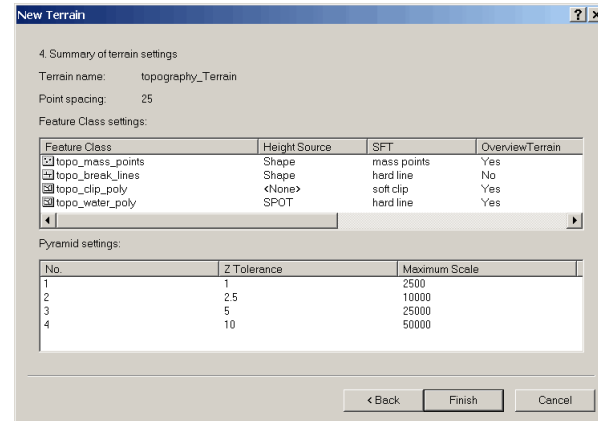 New Terrain
4. Summary of terrain settings
Terrain name: topography_Terrain
Point spacing: 25
Feature Class settings:
Feature Class Height Source SFT OverviewTerrain
topo_mass_points Shape mass points Yes
topo_break_lines Shape hard line No
topo_clip_poly <None> soft clip Yes
topo_water_poly SPOT hard line Yes
Pyramid settings:
No. Z Tolerance Maximum Scale
1 1 2500
2 2.5 10000
3 5 25000
4 10 50000
< Back Finish Cancel